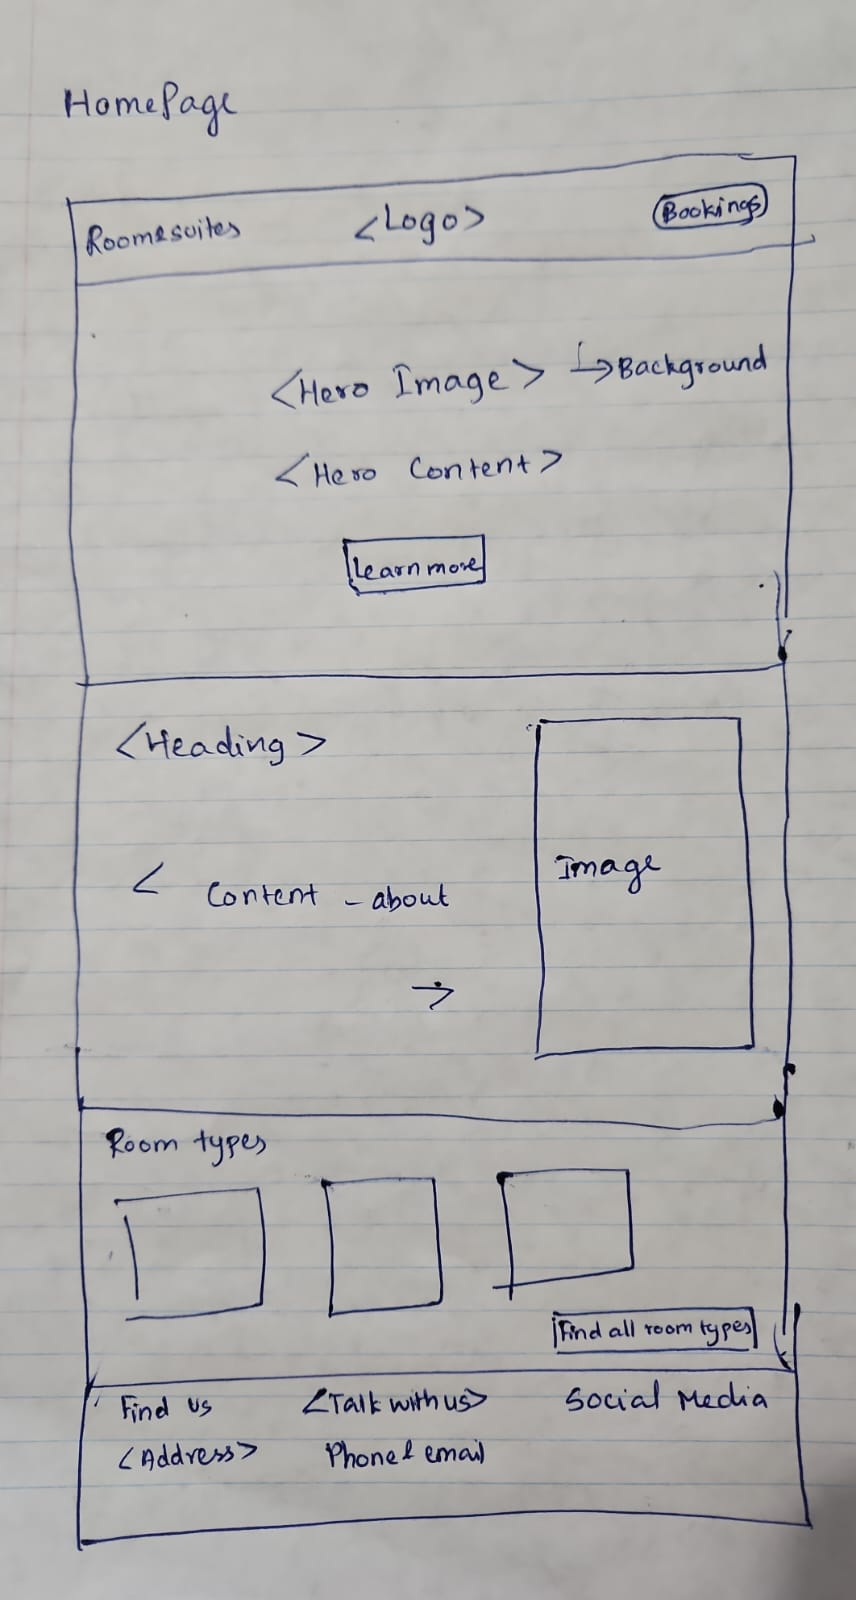 HomePage
Room&suites <Logo> Bookings
<Hero Image> ↳Background
<Hero Content>
Learn more
<Heading>
Image
< Content - about
→
Room types
Find all room types
Find us <Talk with us> Social Media
<Address> Phone & email